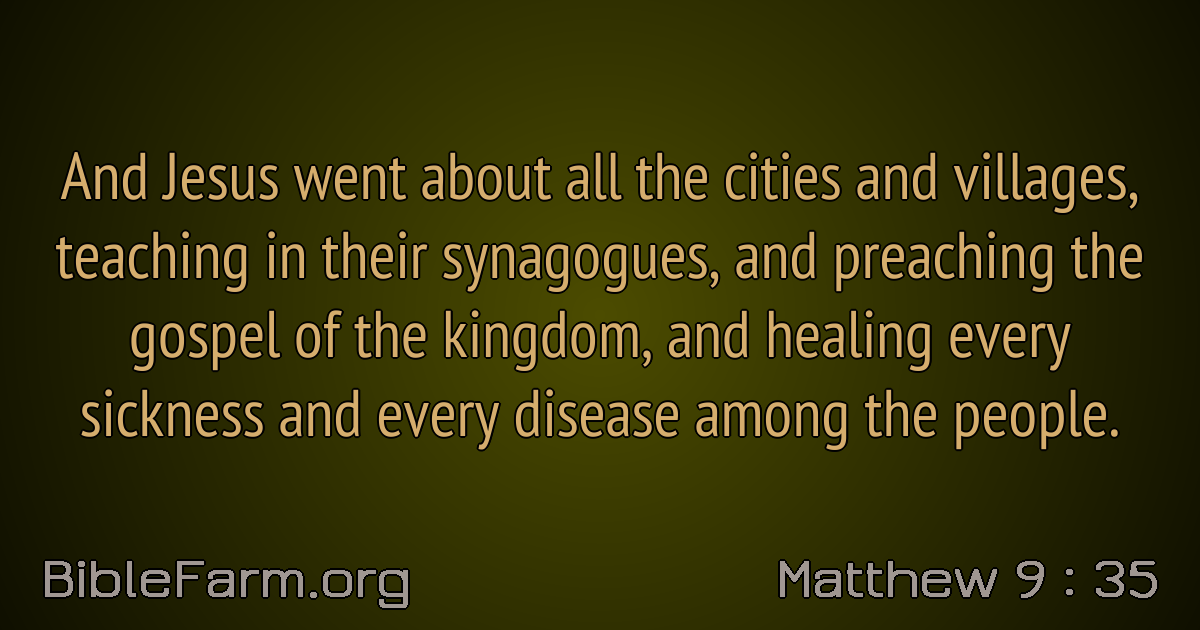 And Jesus went about all the cities and villages,
teaching in their synagogues, and preaching the
gospel of the kingdom, and healing every
sickness and every disease among the people.
BibleFarm.org
Matthew 9 : 35